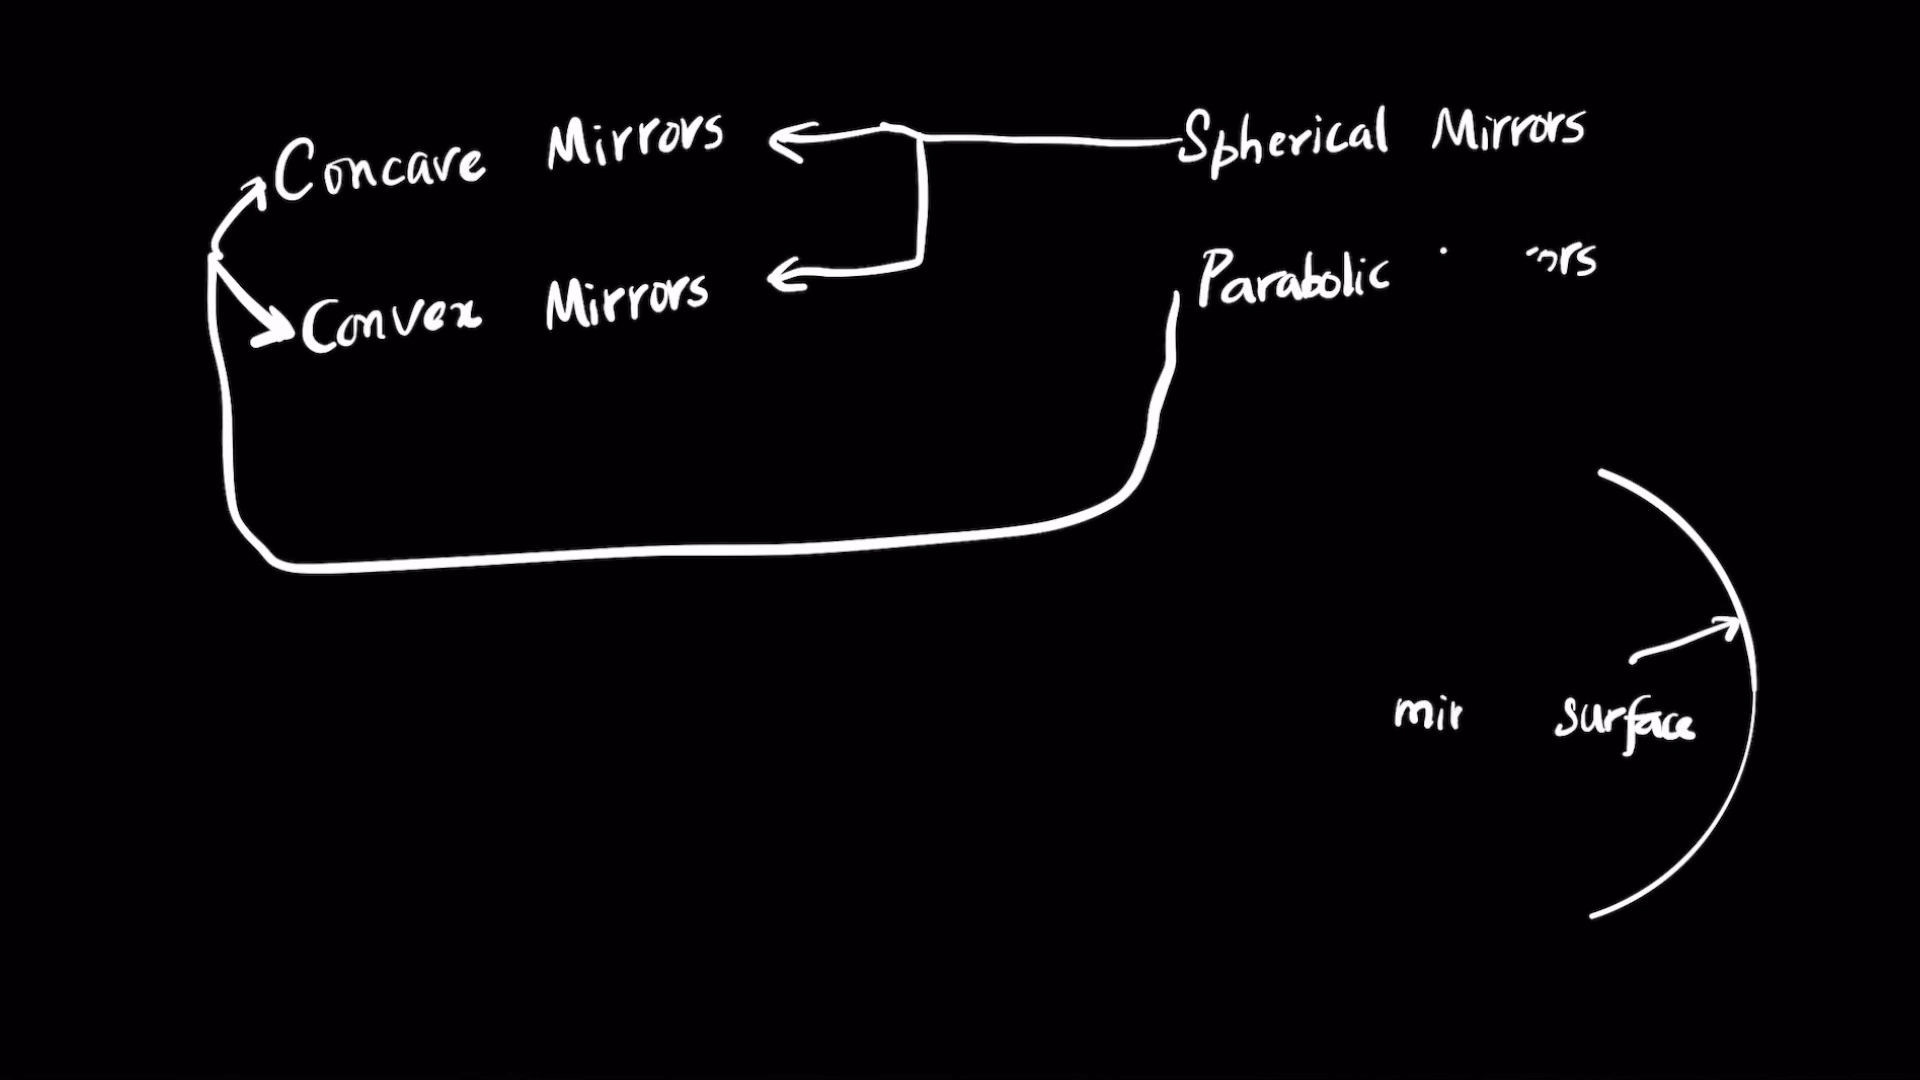 Concave Mirrors
Spherical Mirrors
Convex Mirrors
Parabolic
surface